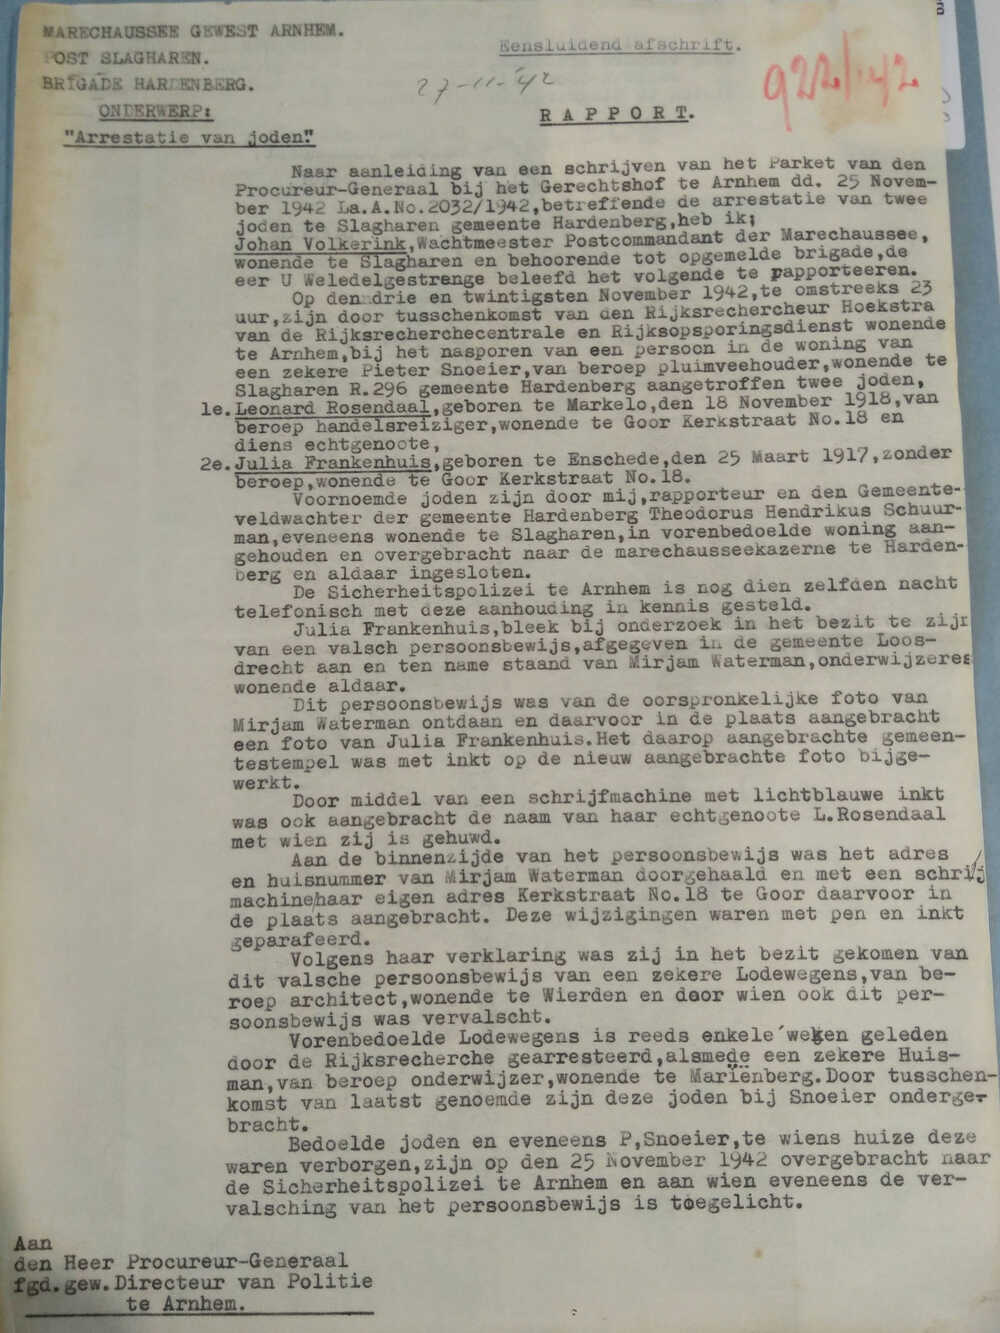 MARECHAUSSEE GEWEST ARNHEM.
POST SLAGHAREN.
BRIGADE HARDENBERG.
ONDERWERP:
"Arrestatie van joden"
Eensluidend afschrift.
27-11-'42
922/'42
RAPPORT.
Naar aanleiding van een schrijven van het Parket van den
Procureur-Generaal bij het Gerechtshof te Arnhem dd. 25 Novem-
ber 1942 La.A.No.2032/1942,betreffende de arrestatie van twee
joden te Slagharen gemeente Hardenberg,heb ik;
Johan Volkerink,Wachtmeester Postcommandant der Marechaussee,
wonende te Slagharen en behoorende tot opgemelde brigade,de
eer U Weledelgestrenge beleefd het volgende te rapporteeren.
Op den drie en twintigsten November 1942,te omstreeks 23
uur,zijn door tusschenkomst van den Rijksrechercheur Hoekstra
van de Rijksrecherchecentrale en Rijksopsporingsdienst wonende
te Arnhem,bij het nasporen van een persoon in de woning van
een zekere Pieter Snoeier,van beroep pluimveehouder,wonende te
Slagharen R.296 gemeente Hardenberg aangetroffen twee joden,
1e. Leonard Rosendaal,geboren te Markelo,den 18 November 1918,van
beroep handelsreiziger,wonende te Goor Kerkstraat No.18 en
diens echtgenoote,
2e. Julia Frankenhuis,geboren te Enschede,den 25 Maart 1917,zonder
beroep,wonende te Goor Kerkstraat No.18.
Voornoemde joden zijn door mij,rapporteur en den Gemeente-
veldwachter der gemeente Hardenberg Theodorus Hendrikus Schuur-
man,eveneens wonende te Slagharen,in vorenbedoelde woning aan-
gehouden en overgebracht naar de marechausseekazerne te Harden-
berg en aldaar ingesloten.
De Sicherheitspolizei te Arnhem is nog dien zelfden nacht
telefonisch met deze aanhouding in kennis gesteld.
Julia Frankenhuis,bleek bij onderzoek in het bezit te zijn
van een valsch persoonsbewijs,afgegeven in de gemeente Loos-
drecht aan en ten name staand van Mirjam Waterman,onderwijzeres
wonende aldaar.
Dit persoonsbewijs was van de oorspronkelijke foto van
Mirjam Waterman ontdaan en daarvoor in de plaats aangebracht
een foto van Julia Frankenhuis.Het daarop aangebrachte gemeen-
testempel was met inkt op de nieuw aangebrachte foto bijge-
werkt.
Door middel van een schrijfmachine met lichtblauwe inkt
was ook aangebracht de naam van haar echtgenoote L.Rosendaal
met wien zij is gehuwd.
Aan de binnenzijde van het persoonsbewijs was het adres
en huisnummer van Mirjam Waterman doorgehaald en met een schrij
machine haar eigen adres Kerkstraat No.18 te Goor daarvoor in
de plaats aangebracht. Deze wijzigingen waren met pen en inkt
geparafeerd.
Volgens haar verklaring was zij in het bezit gekomen van
dit valsche persoonsbewijs van een zekere Lodewegens,van be-
roep architect,wonende te Wierden en door wien ook dit per-
soonsbewijs was vervalscht.
Vorenbedoelde Lodewegens is reeds enkele weken geleden
door de Rijksrecherche gearresteerd,alsmede een zekere Huis-
man,van beroep onderwijzer,wonende te Mariënberg.Door tusschen-
komst van laatst genoemde zijn deze joden bij Snoeier onderge-
bracht.
Bedoelde joden en eveneens P,Snoeier,te wiens huize deze
waren verborgen,zijn op den 25 November 1942 overgebracht naar
de Sicherheitspolizei te Arnhem en aan wien eveneens de ver-
valsching van het persoonsbewijs is toegelicht.
Aan
den Heer Procureur-Generaal
fgd.gew.Directeur van Politie
te Arnhem.